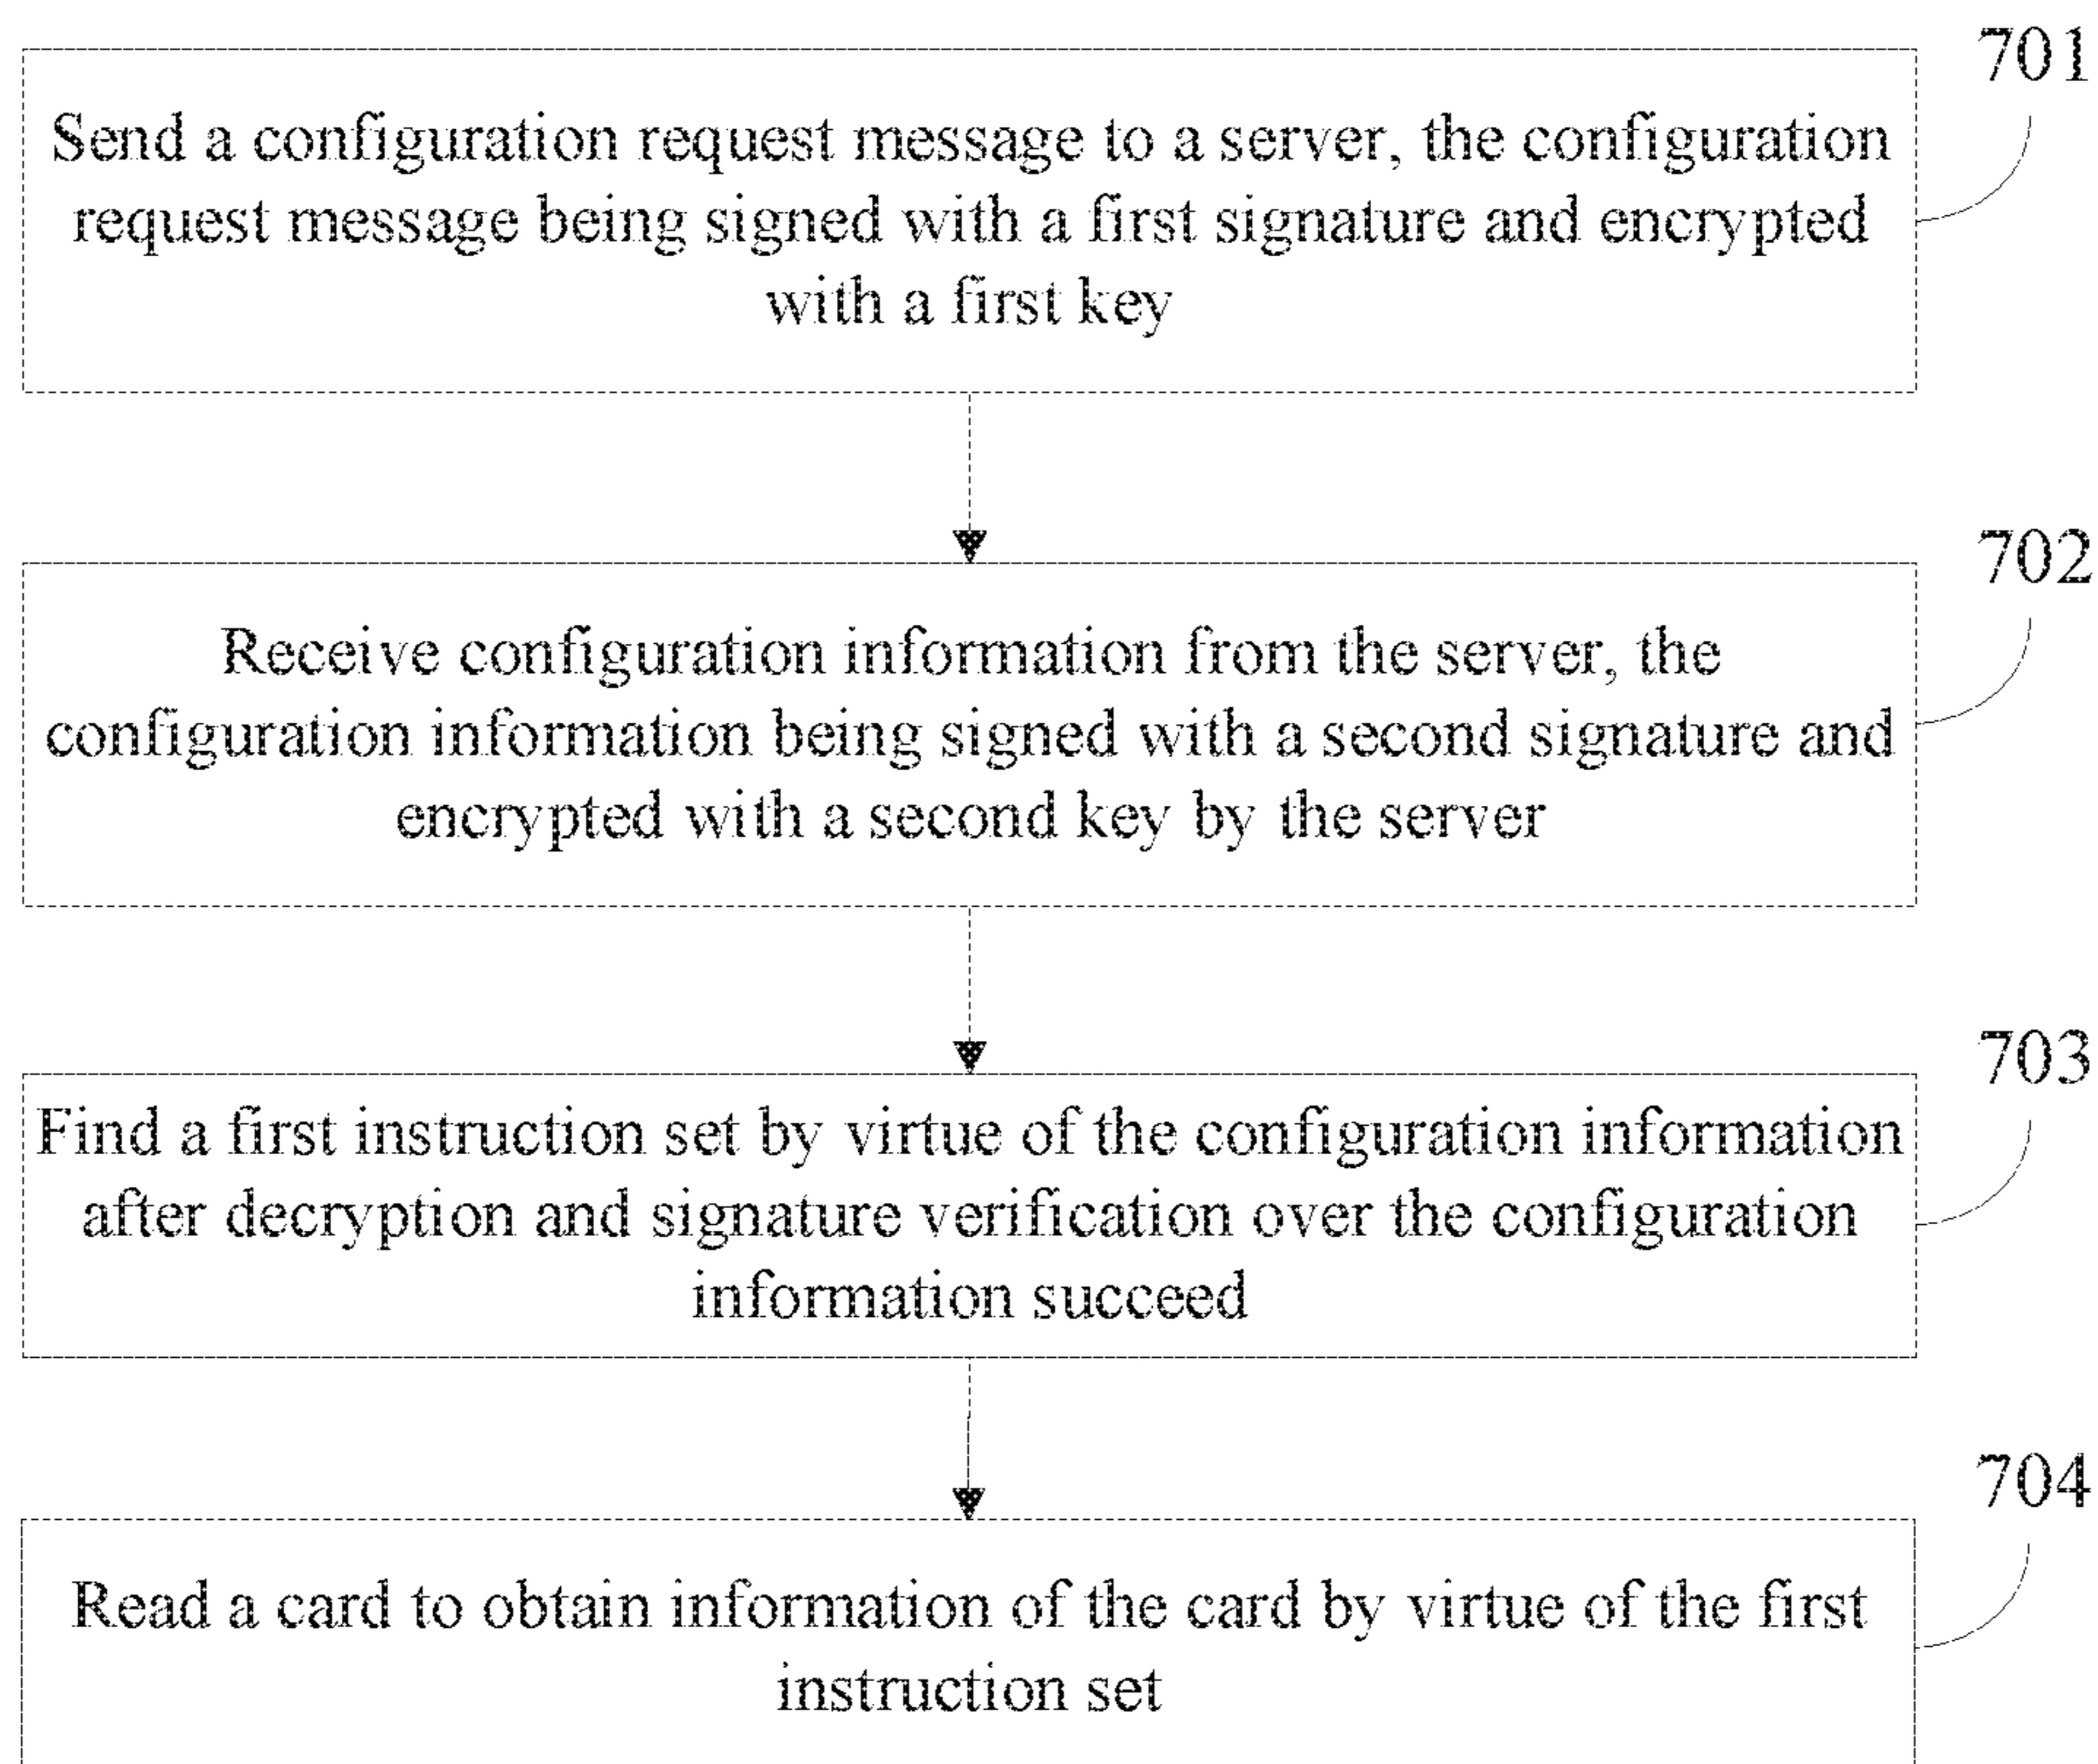 701
Send a configuration request message to a server, the configuration
request message being signed with a first signature and encrypted
with a first key
702
Receive configuration information from the server, the
configuration information being signed with a second signature and
encrypted with a second key by the server
703
Find a first instruction set by virtue of the configuration information
after decryption and signature verification over the configuration
information succeed
704
Read a card to obtain information of the card by virtue of the first
instruction set